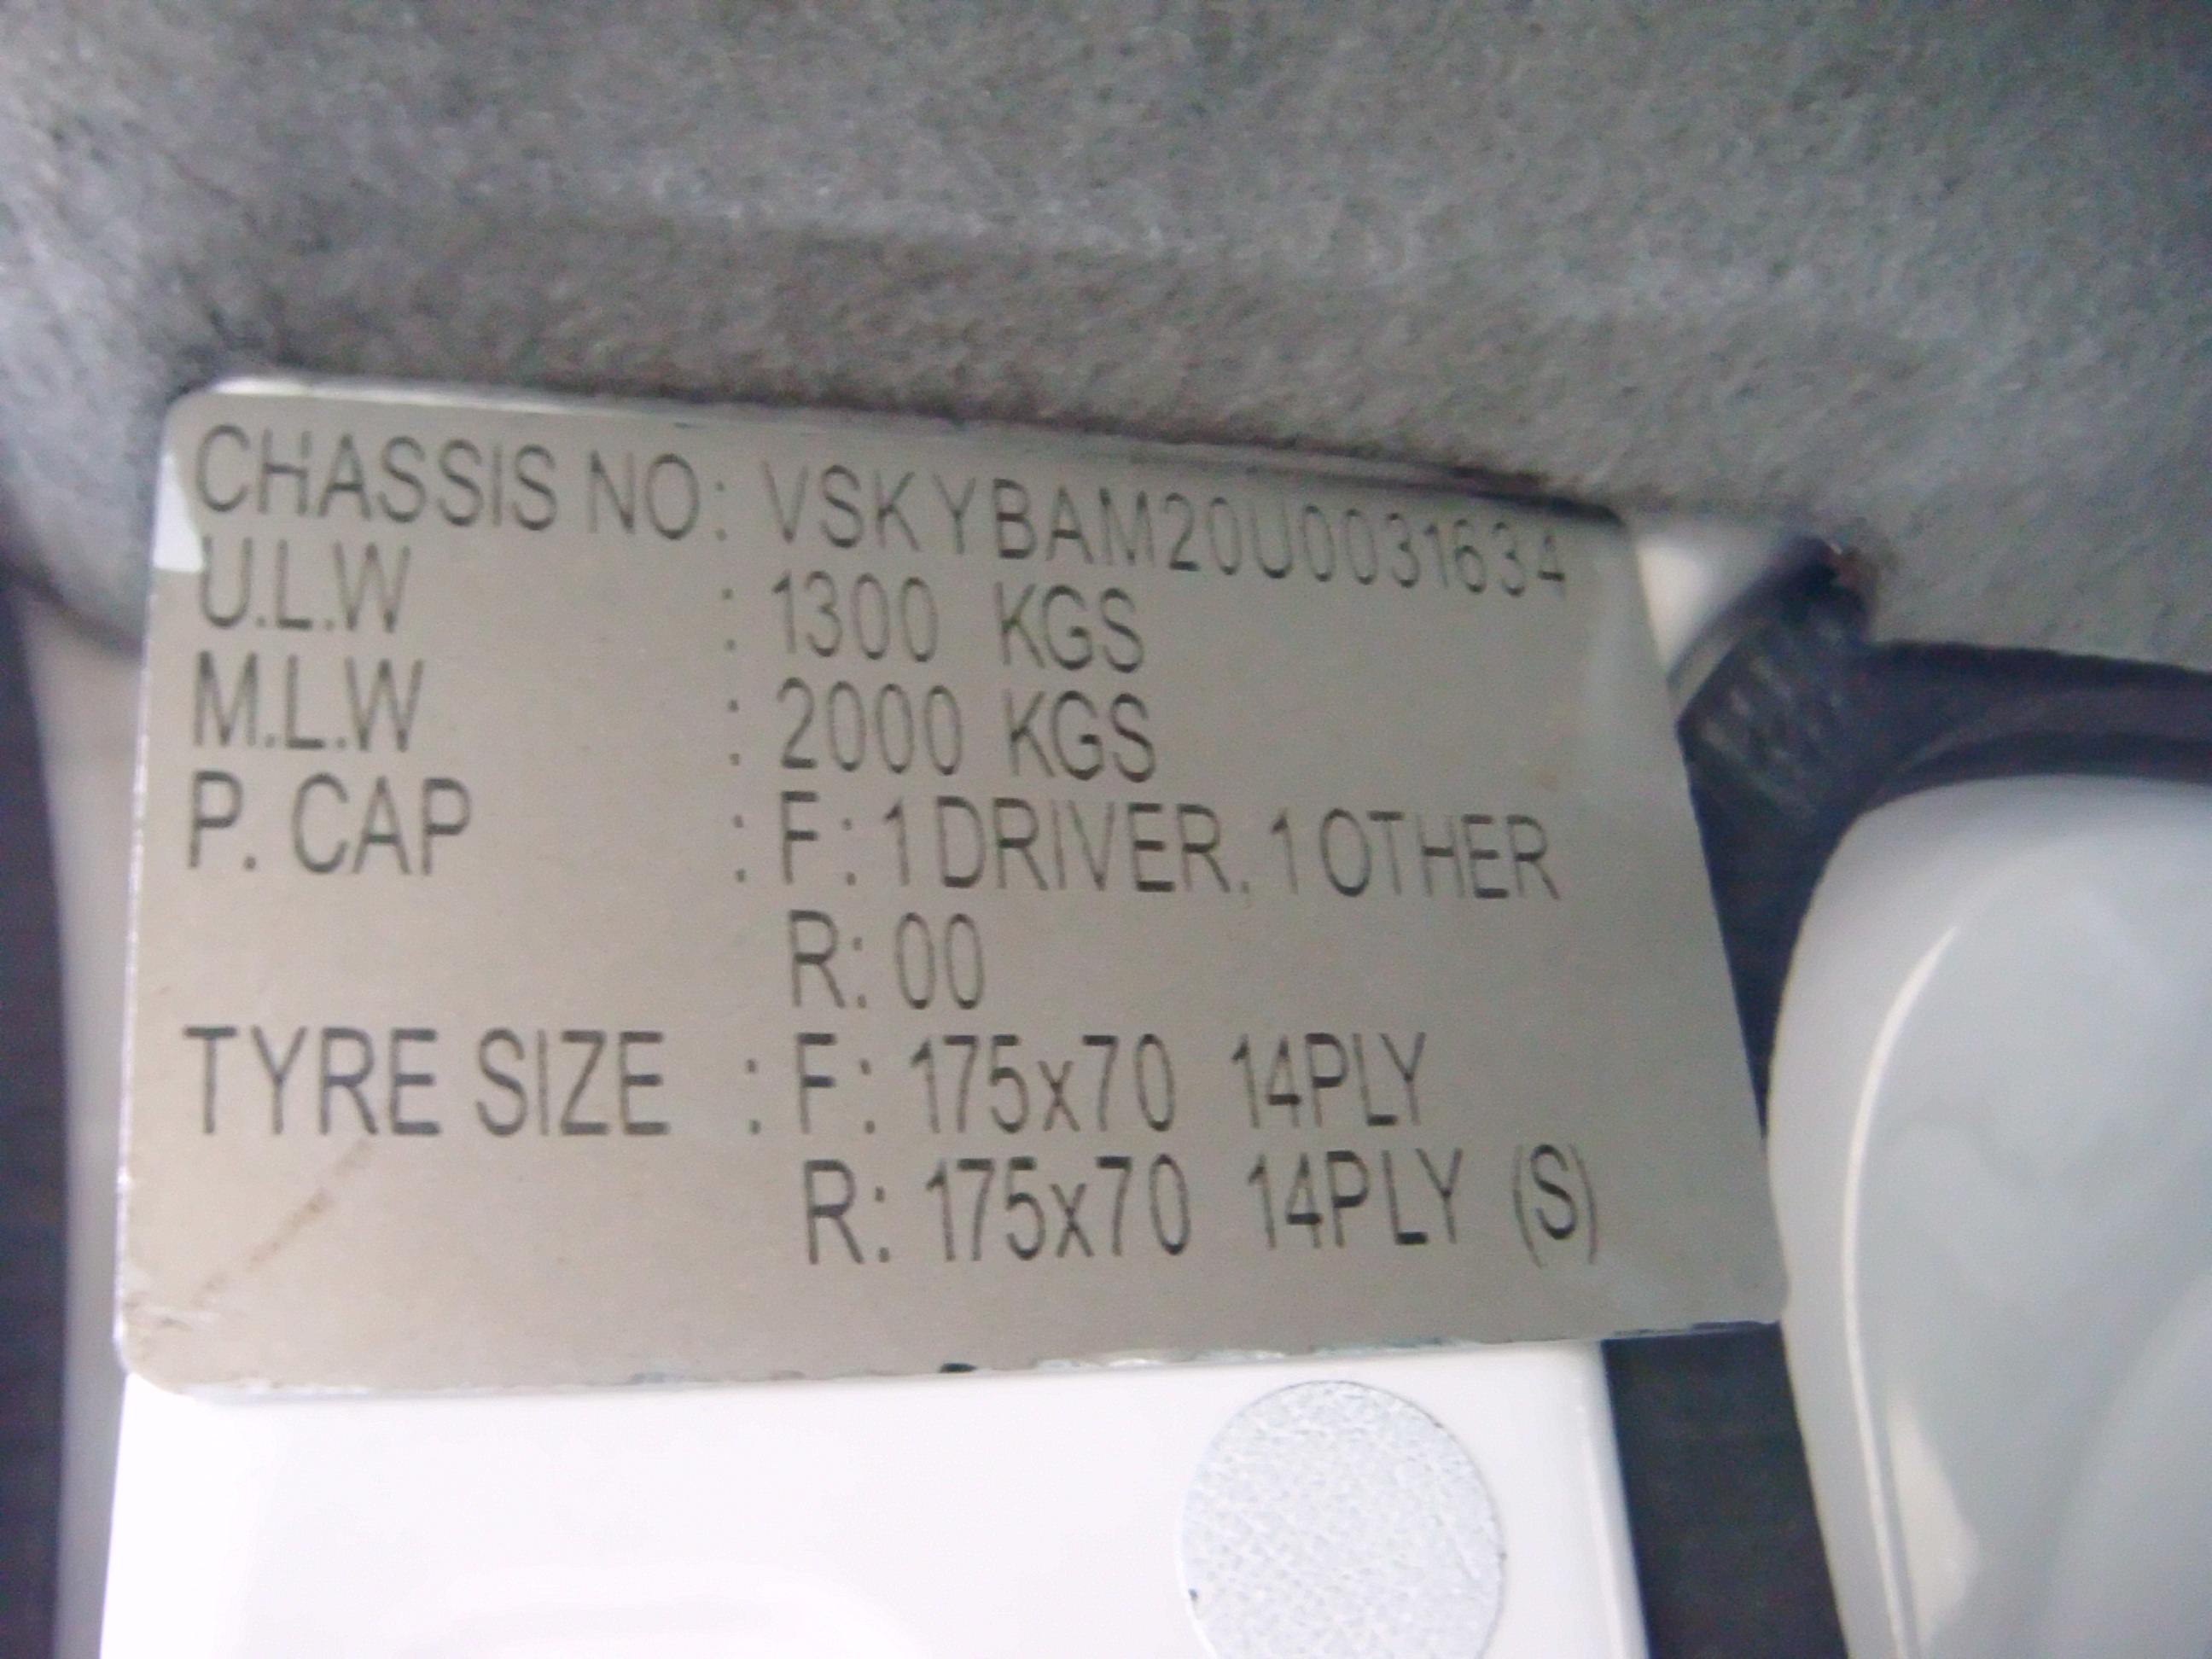 CHASSIS NO: VSKYBAM20U0031634
U.L.W : 1300 KGS
M.L.W : 2000 KGS
P. CAP : F: 1 DRIVER. 1 OTHER
R: 00
TYRE SIZE : F: 175x70 14PLY
R: 175x70 14PLY (S)